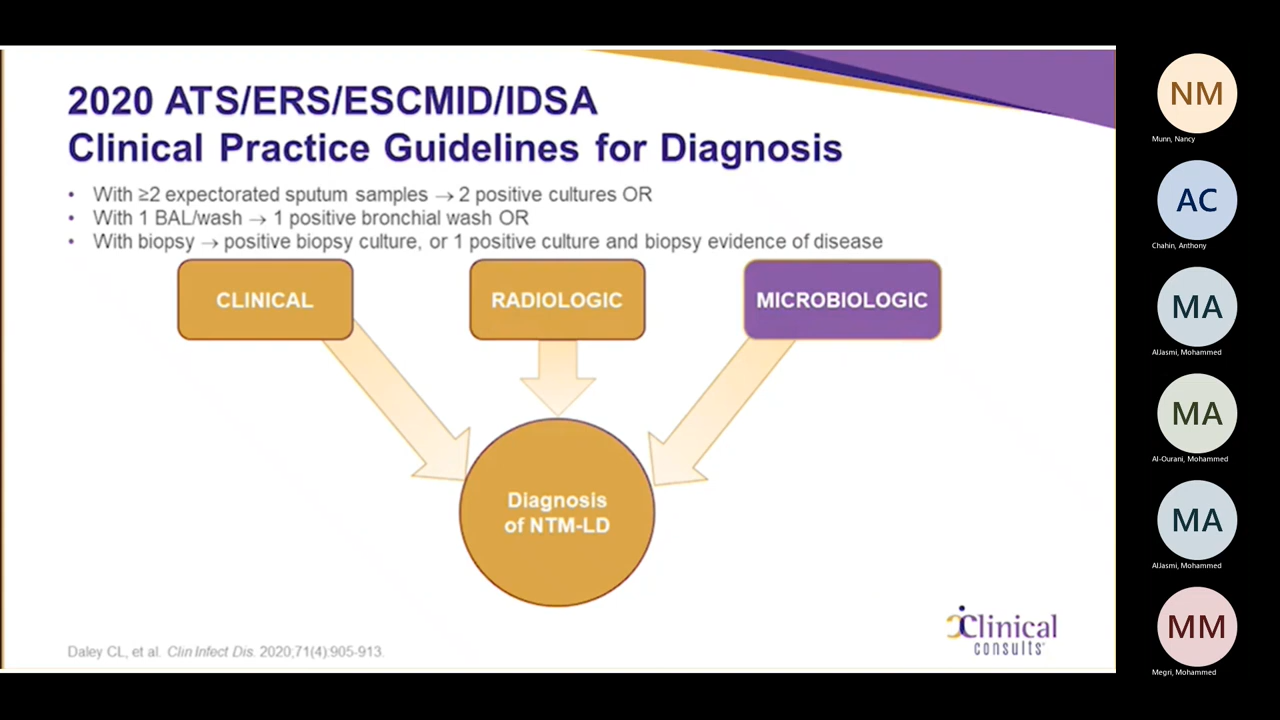 2020 ATS/ERS/ESCMID/IDSA
Clinical Practice Guidelines for Diagnosis
• With ≥2 expectorated sputum samples → 2 positive cultures OR
• With 1 BAL/wash → 1 positive bronchial wash OR
• With biopsy → positive biopsy culture, or 1 positive culture and biopsy evidence of disease
CLINICAL
RADIOLOGIC
MICROBIOLOGIC
Diagnosis
of NTM-LD
Daley CL, et al. Clin Infect Dis. 2020;71(4):905-913.
Clinical
consults
NM
Munn, Nancy
AC
Chahin, Anthony
MA
AlJasmi, Mohammed
MA
Al-Ourani, Mohammed
MA
AlJasmi, Mohammed
MM
Megri, Mohammed